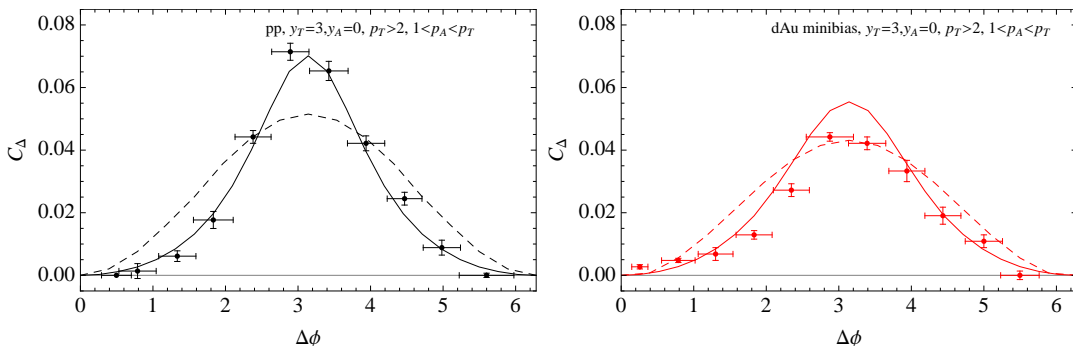 pp, y_T=3,y_A=0, p_T>2, 1<p_A<p_T
0.08
0.06
0.04
0.02
0.00
C_Δ
0 1 2 3 4 5 6
Δϕ
dAu minibias, y_T=3,y_A=0, p_T>2, 1<p_A<p_T
0.08
0.06
0.04
0.02
0.00
C_Δ
0 1 2 3 4 5 6
Δϕ